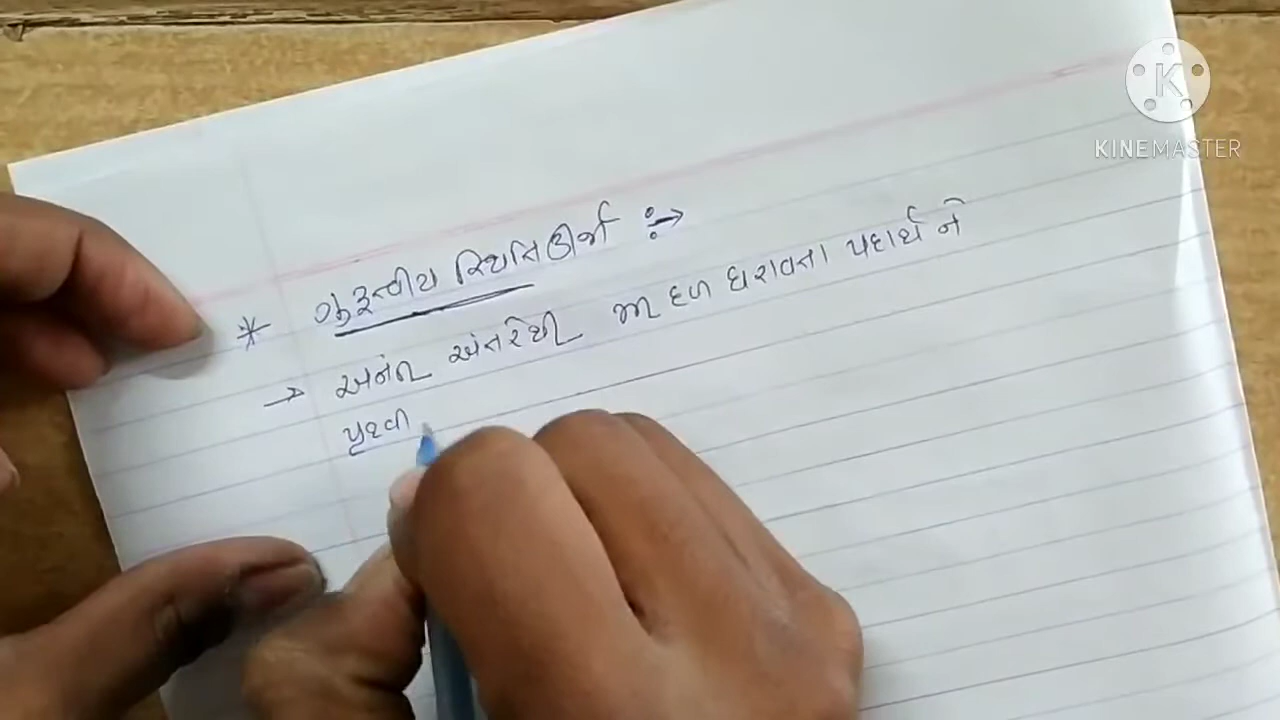 * ગુરુત્વીય સ્થિતિઊર્જા :→
→ અનંત અંતરેથી m દળ ધરાવતા પદાર્થ ને
પૃથ્વી
K
KINEMASTER